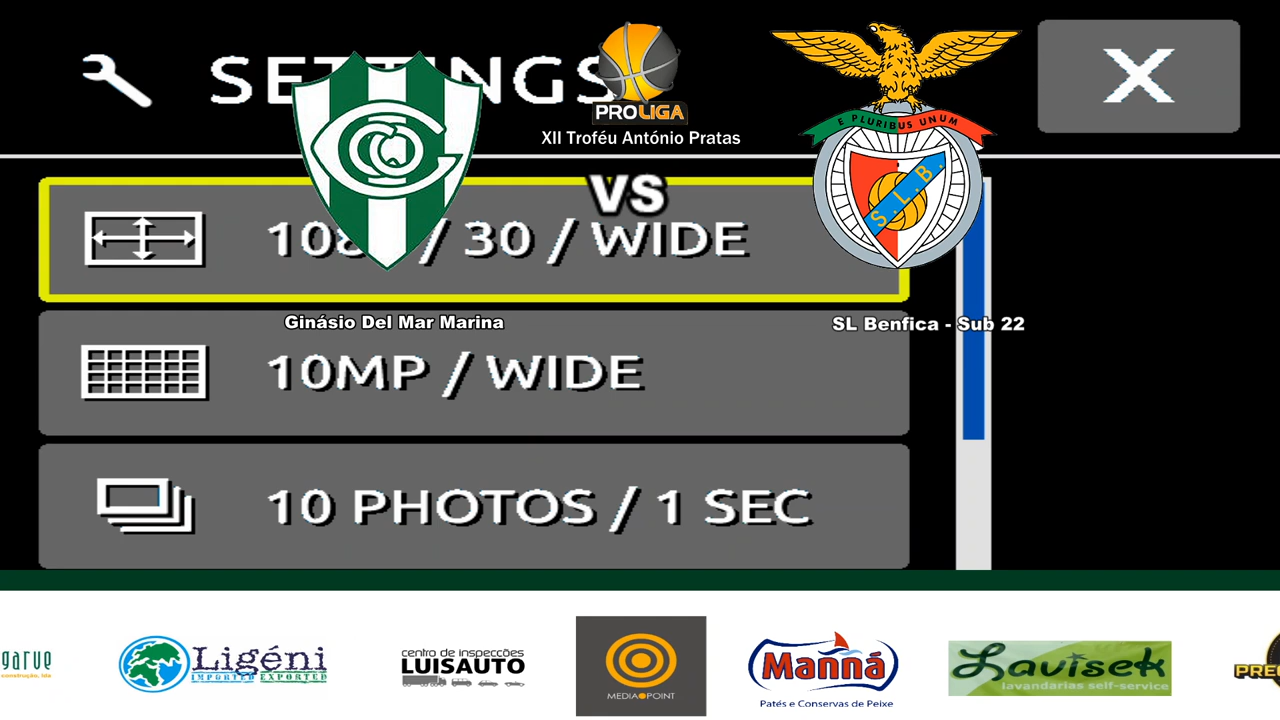 SETTINGS
PROLIGA
XII Troféu António Pratas
E PLURIBUS UNUM
S. L. B.
VS
/ 30 / WIDE
Ginásio Del Mar Marina
SL Benfica - Sub 22
10MP / WIDE
10 PHOTOS / 1 SEC
Ligéni
IMPORTED EXPORTED
centro de inspecções
LUISAUTO
MEDIA POINT
Manná
Patés e Conservas de Peixe
Lavisek
lavandarias self-service